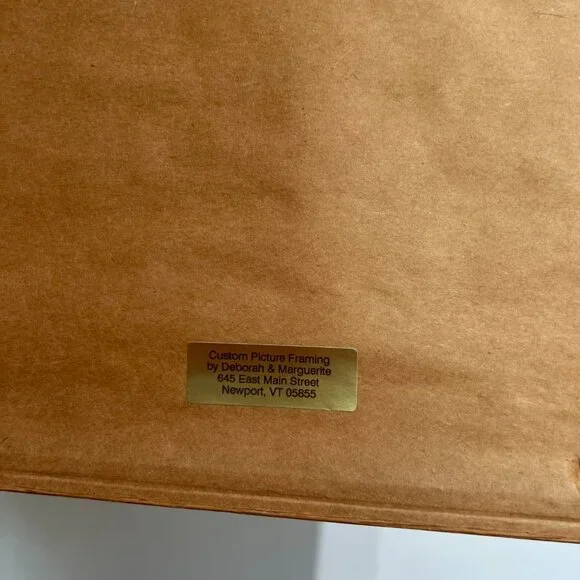 Custom Picture Framing
by Deborah & Marguerite
645 East Main Street
Newport, VT 05855